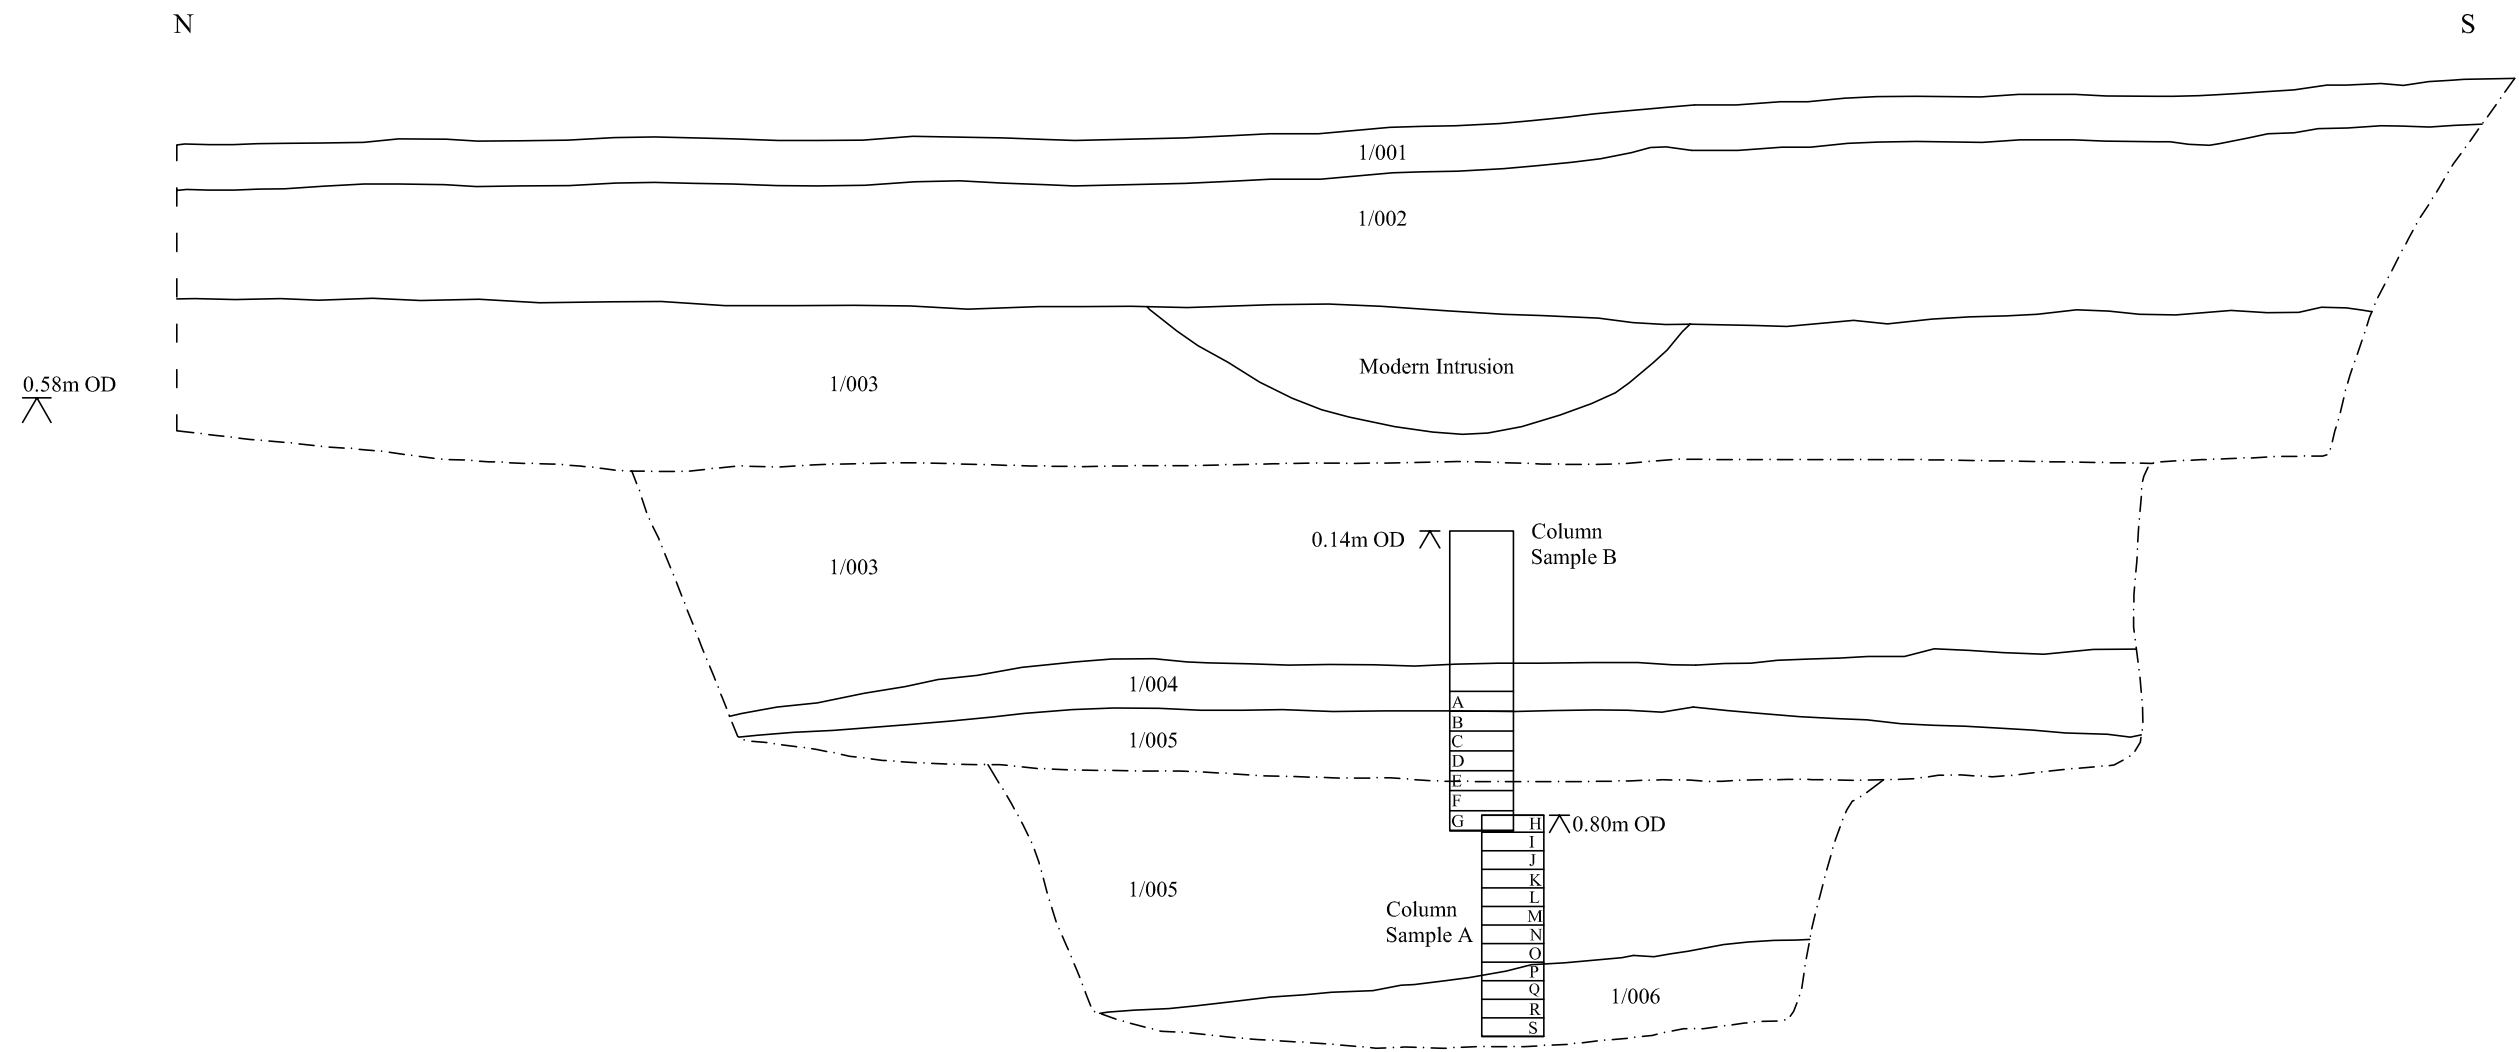 N
S
1/001
1/002
Modern Intrusion
0.58m OD
1/003
0.14m OD
Column
Sample B
1/003
1/004
A
B
C
1/005
D
E
F
G
H
0.80m OD
I
J
K
1/005
L
Column
Sample A
M
N
O
P
Q
1/006
R
S